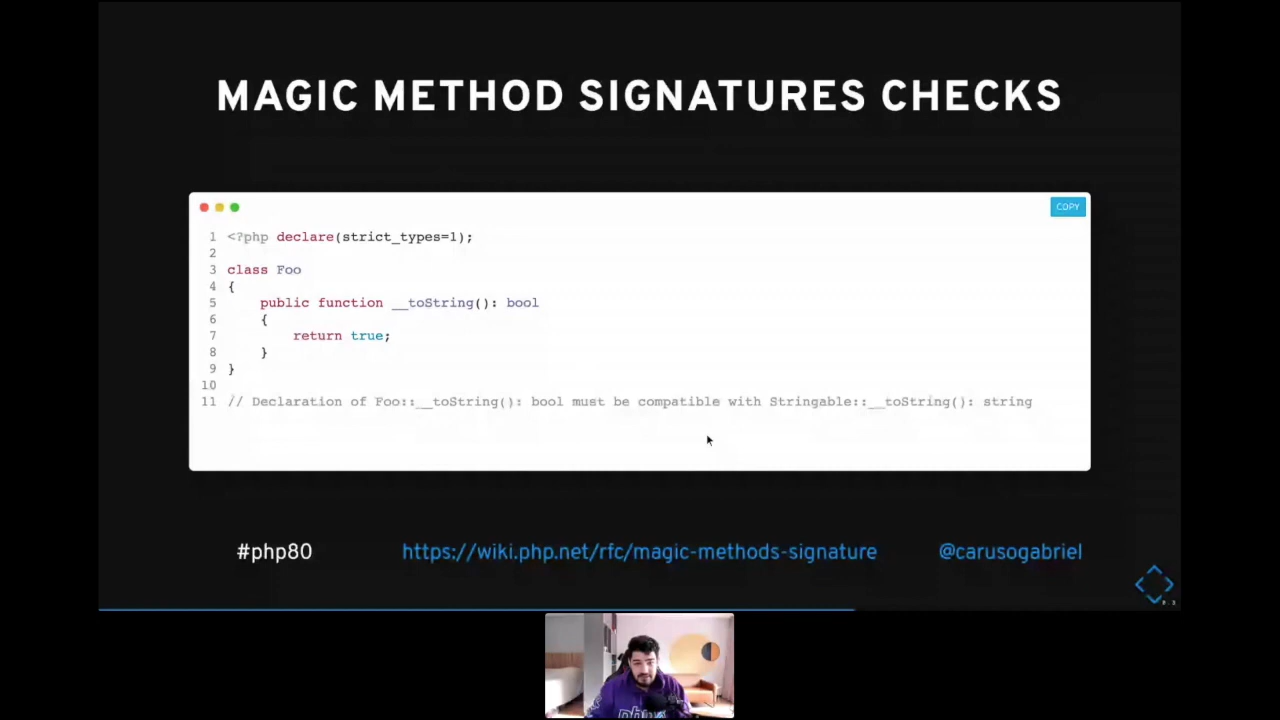 MAGIC METHOD SIGNATURES CHECKS
COPY
1 <?php declare(strict_types=1);
2
3 class Foo
4 {
5     public function __toString(): bool
6     {
7         return true;
8     }
9 }
10
11 // Declaration of Foo::__toString(): bool must be compatible with Stringable::__toString(): string
#php80 https://wiki.php.net/rfc/magic-methods-signature @carusogabriel